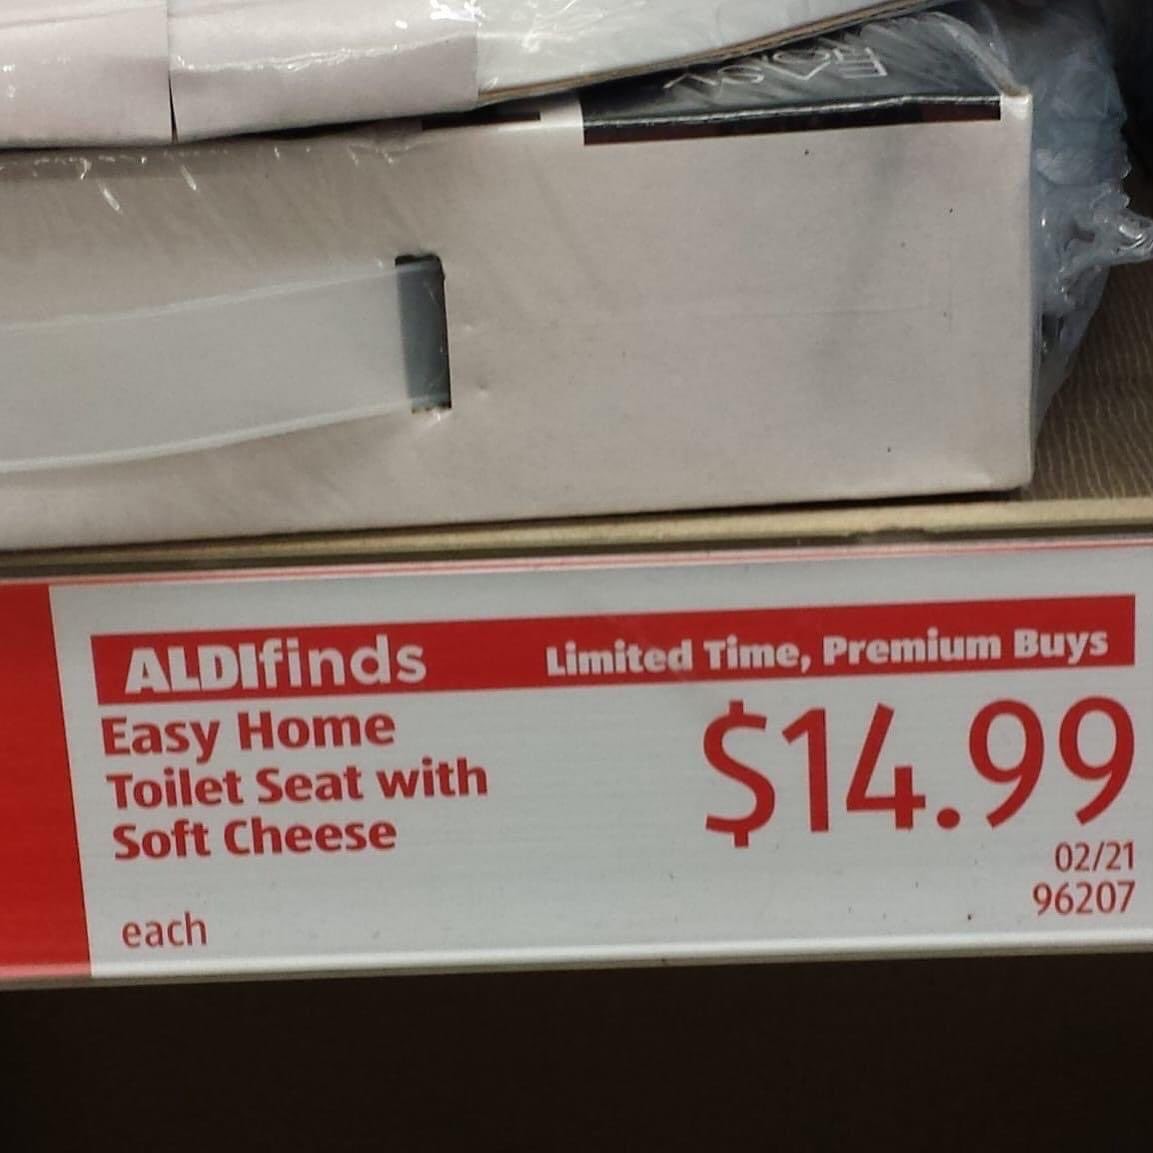 ALDIfinds Limited Time, Premium Buys
Easy Home
Toilet Seat with
Soft Cheese
$14.99
02/21
96207
each